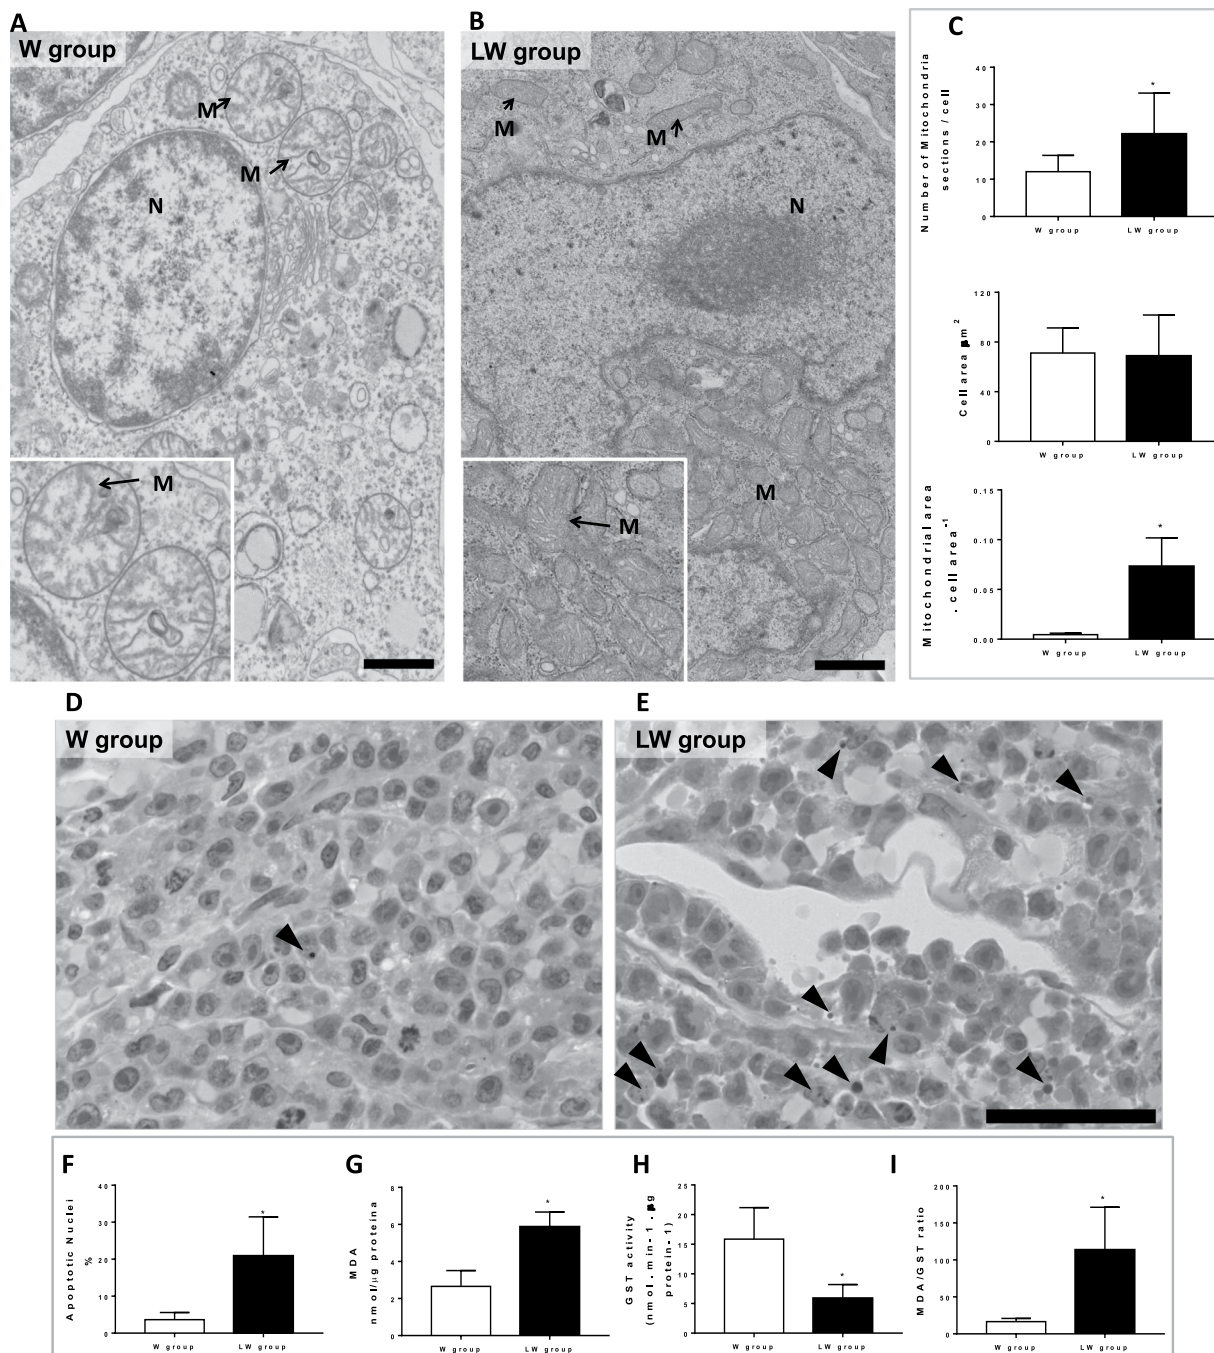 A
W group
M
M
N
M
B
LW group
M
M
N
M
M
C
Number of Mitochondria
sections / cell
40
30
20
10
0
*
W group
LW group
Cell area µm²
120
80
40
0
W group
LW group
Mitochondrial area
. cell area⁻¹
0.15
0.10
0.05
0.00
*
W group
LW group
D
W group
E
LW group
F
Apoptotic Nuclei
%
40
30
20
10
0
*
W group
LW group
G
MDA
nmol/µg proteina
8
6
4
2
0
*
W group
LW group
H
GST activity
(nmol.min-1.µg
protein-1)
25
20
15
10
5
0
*
W group
LW group
I
MDA/GST ratio
200
150
100
50
0
*
W group
LW group